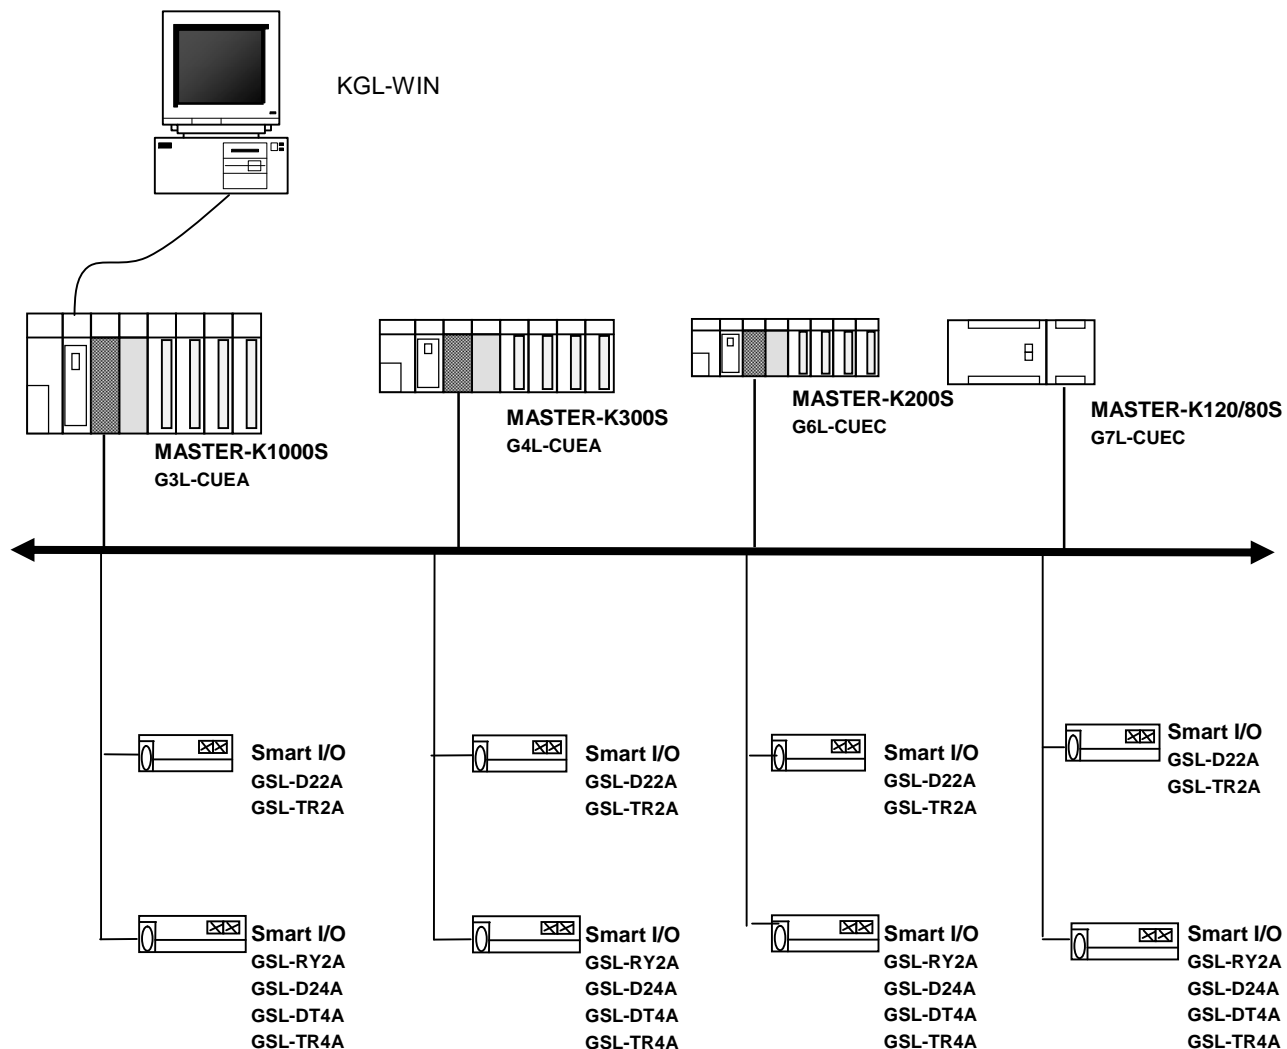 KGL-WIN
MASTER-K1000S
G3L-CUEA
MASTER-K300S
G4L-CUEA
MASTER-K200S
G6L-CUEC
MASTER-K120/80S
G7L-CUEC
Smart I/O
GSL-D22A
GSL-TR2A
Smart I/O
GSL-D22A
GSL-TR2A
Smart I/O
GSL-D22A
GSL-TR2A
Smart I/O
GSL-D22A
GSL-TR2A
Smart I/O
GSL-RY2A
GSL-D24A
GSL-DT4A
GSL-TR4A
Smart I/O
GSL-RY2A
GSL-D24A
GSL-DT4A
GSL-TR4A
Smart I/O
GSL-RY2A
GSL-D24A
GSL-DT4A
GSL-TR4A
Smart I/O
GSL-RY2A
GSL-D24A
GSL-DT4A
GSL-TR4A